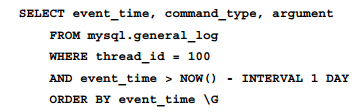 SELECT event_time, command_type, argument
FROM mysql.general_log
WHERE thread_id = 100
AND event_time > NOW() - INTERVAL 1 DAY
ORDER BY event_time \G